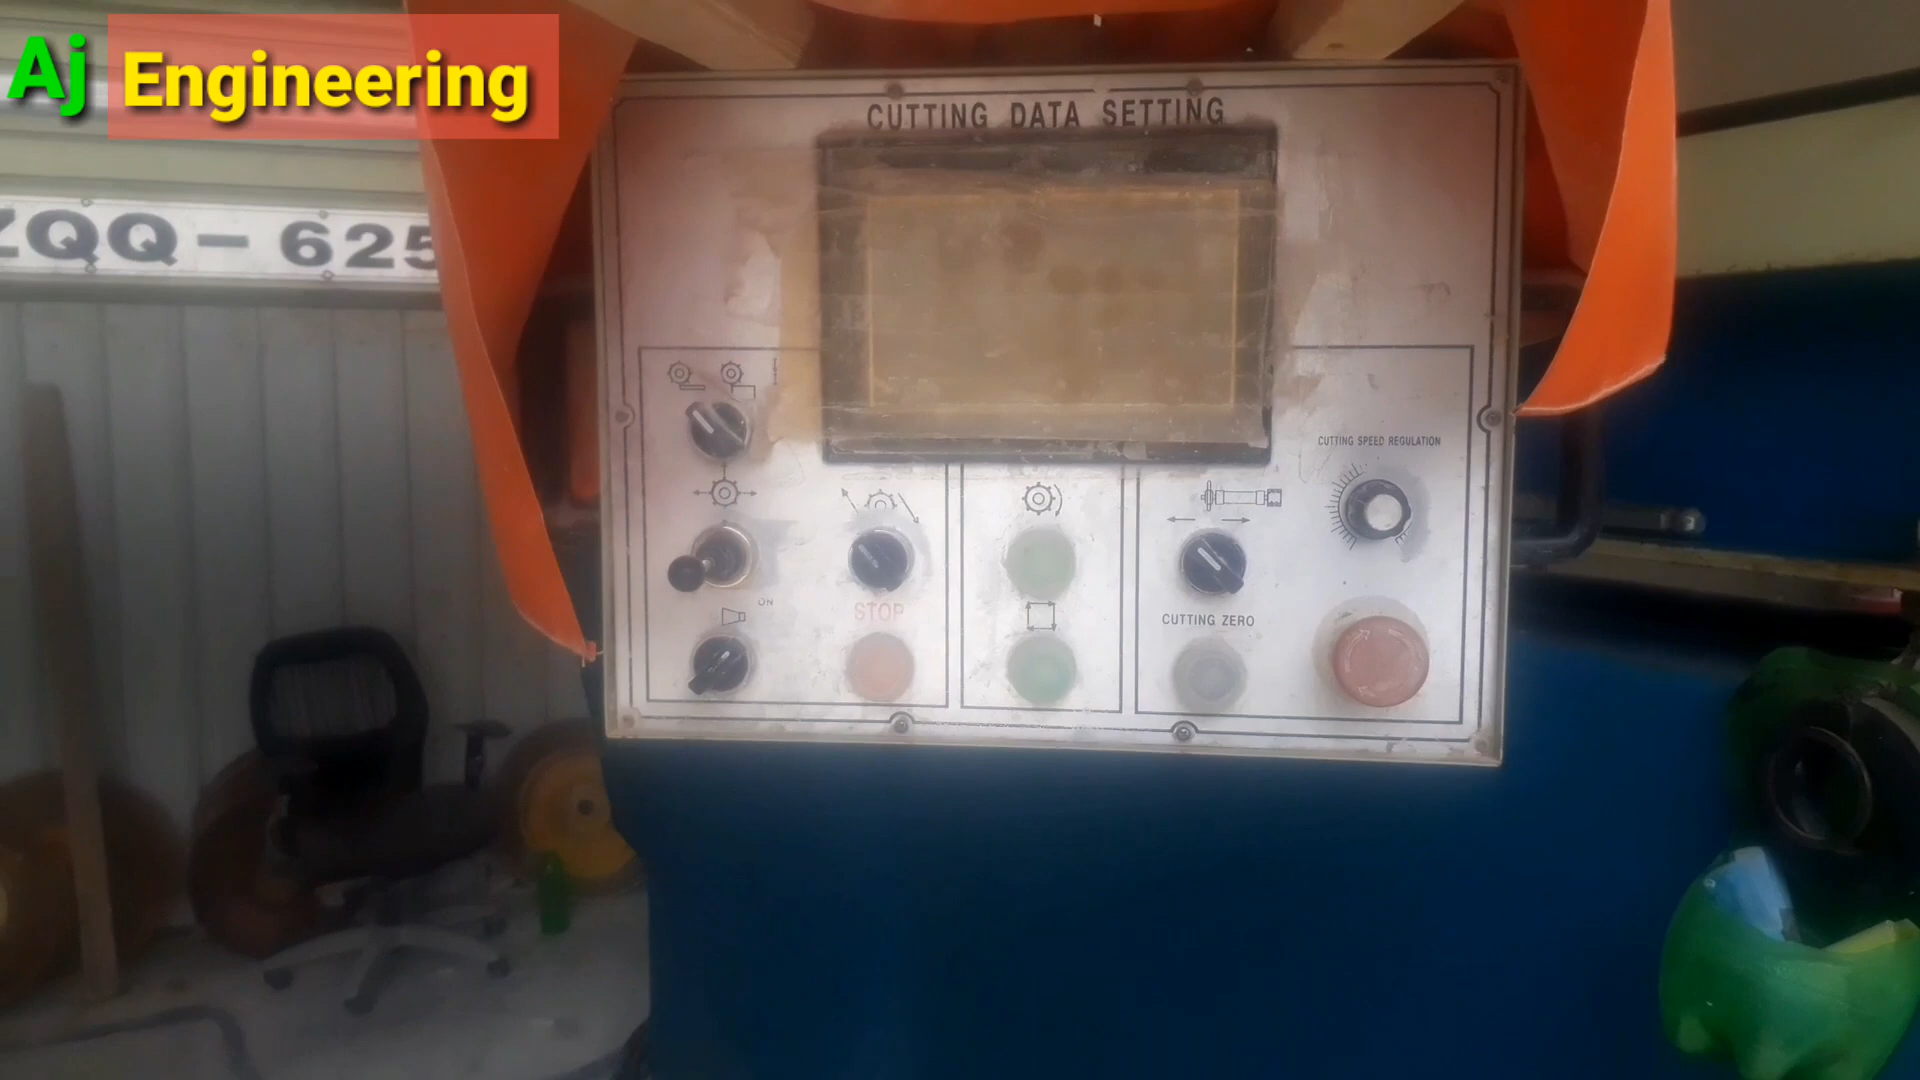 Aj Engineering
ZQQ-625
CUTTING DATA SETTING
CUTTING SPEED REGULATION
ON
STOP
CUTTING ZERO